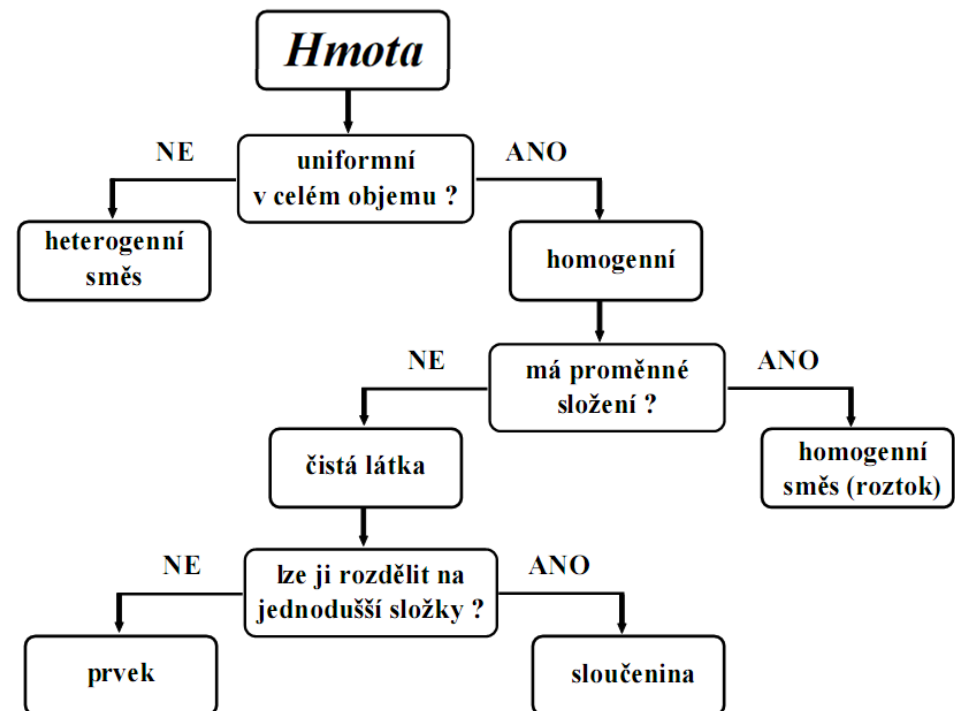 Hmota
NE
ANO
uniformní
v celém objemu ?
heterogenní
směs
homogenní
NE
ANO
má proměnné
složení ?
čistá látka
homogenní
směs (roztok)
NE
ANO
lze ji rozdělit na
jednodušší složky ?
prvek
sloučenina